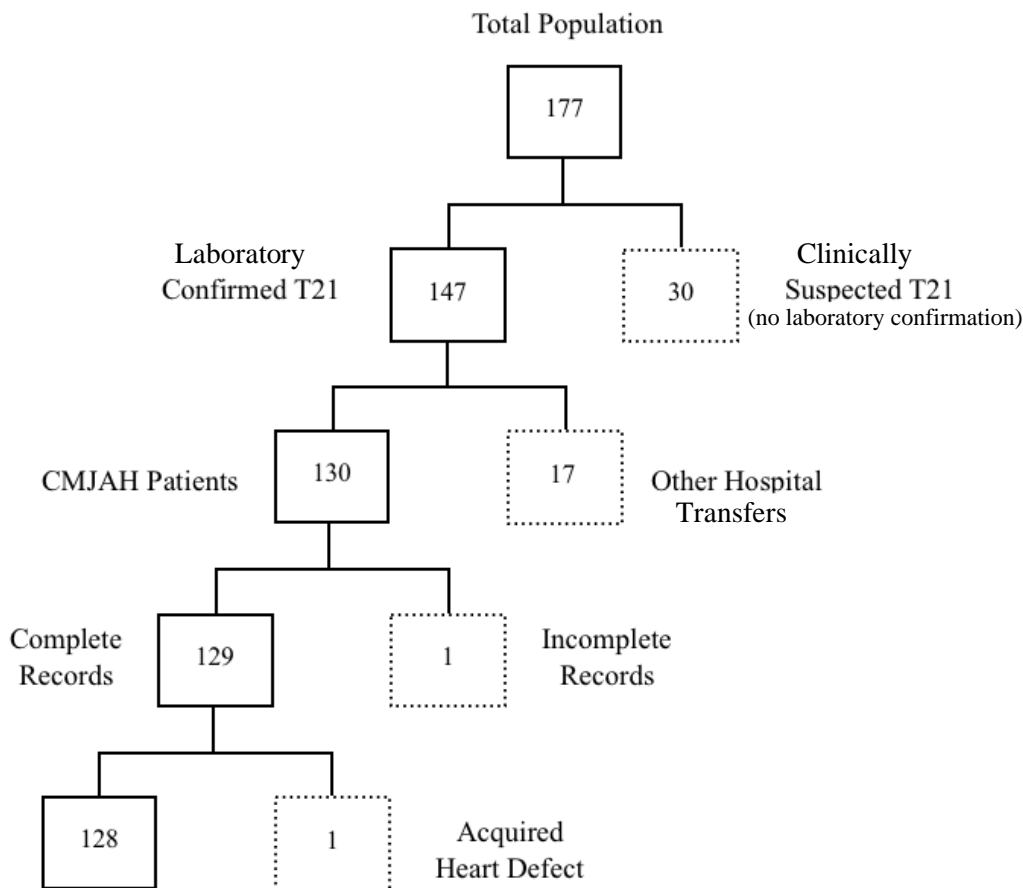 Total Population
177
Laboratory
Confirmed T21
147
30
Clinically
Suspected T21
(no laboratory confirmation)
CMJAH Patients
130
17
Other Hospital
Transfers
Complete
Records
129
1
Incomplete
Records
128
1
Acquired
Heart Defect